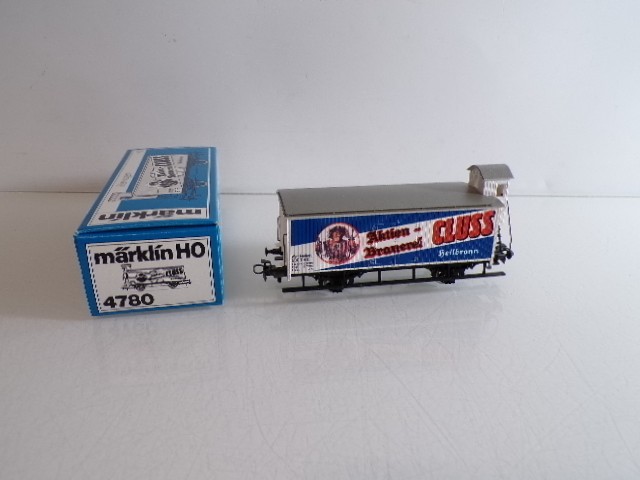 märklin
märklin HO
CLUSS
4780
Aktien-
Brauerei
CLUSS
Heilbronn